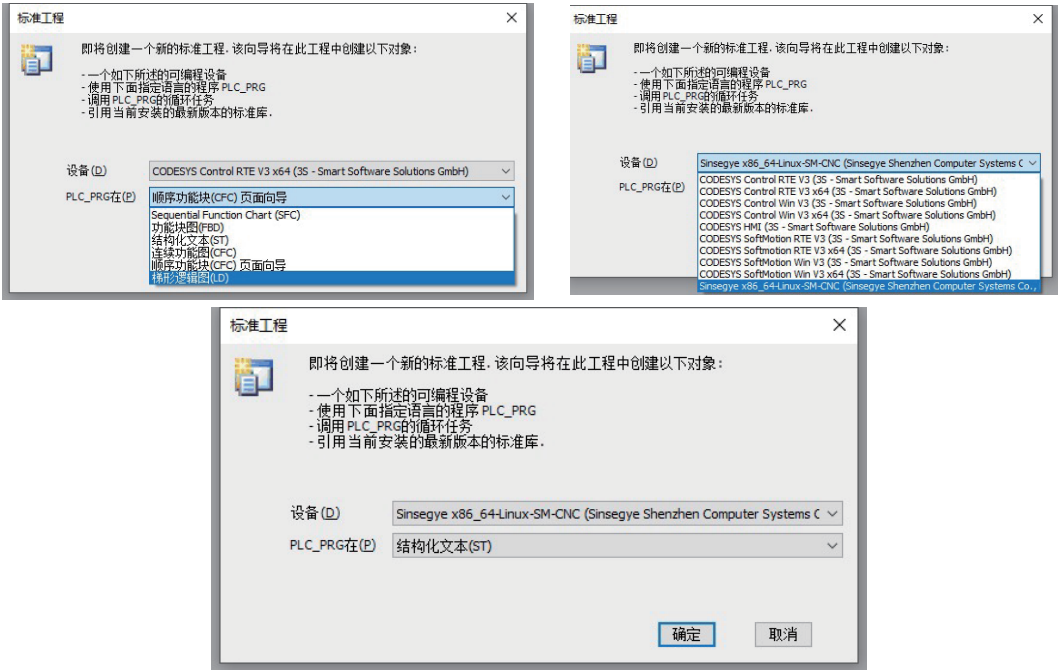 标准工程
即将创建一个新的标准工程.该向导将在此工程中创建以下对象:
-一个如下所述的可编程设备
-使用下面指定语言的程序PLC_PRG
-调用PLC_PRG的循环任务
-引用当前安装的最新版本的标准库.
设备(D)
CODESYS Control RTE V3 x64 (3S - Smart Software Solutions GmbH)
PLC_PRG在(P)
顺序功能块(CFC) 页面向导
Sequential Function Chart (SFC)
功能块图(FBD)
结构化文本(ST)
连续功能图(CFC)
顺序功能块(CFC) 页面向导
梯形逻辑图(LD)
标准工程
即将创建一个新的标准工程.该向导将在此工程中创建以下对象:
-一个如下所述的可编程设备
-使用下面指定语言的程序PLC_PRG
-调用PLC_PRG的循环任务
-引用当前安装的最新版本的标准库.
设备(D)
Sinsegye x86_64-Linux-SM-CNC (Sinsegye Shenzhen Computer Systems C
PLC_PRG在(P)
CODESYS Control RTE V3 (3S - Smart Software Solutions GmbH)
CODESYS Control RTE V3 x64 (3S - Smart Software Solutions GmbH)
CODESYS Control Win V3 (3S - Smart Software Solutions GmbH)
CODESYS Control Win V3 x64 (3S - Smart Software Solutions GmbH)
CODESYS HMI (3S - Smart Software Solutions GmbH)
CODESYS SoftMotion RTE V3 (3S - Smart Software Solutions GmbH)
CODESYS SoftMotion RTE V3 x64 (3S - Smart Software Solutions GmbH)
CODESYS SoftMotion Win V3 (3S - Smart Software Solutions GmbH)
CODESYS SoftMotion Win V3 x64 (3S - Smart Software Solutions GmbH)
Sinsegye x86_64-Linux-SM-CNC (Sinsegye Shenzhen Computer Systems Co.,
标准工程
即将创建一个新的标准工程.该向导将在此工程中创建以下对象:
-一个如下所述的可编程设备
-使用下面指定语言的程序PLC_PRG
-调用PLC_PRG的循环任务
-引用当前安装的最新版本的标准库.
设备(D)
Sinsegye x86_64-Linux-SM-CNC (Sinsegye Shenzhen Computer Systems C
PLC_PRG在(P)
结构化文本(ST)
确定
取消